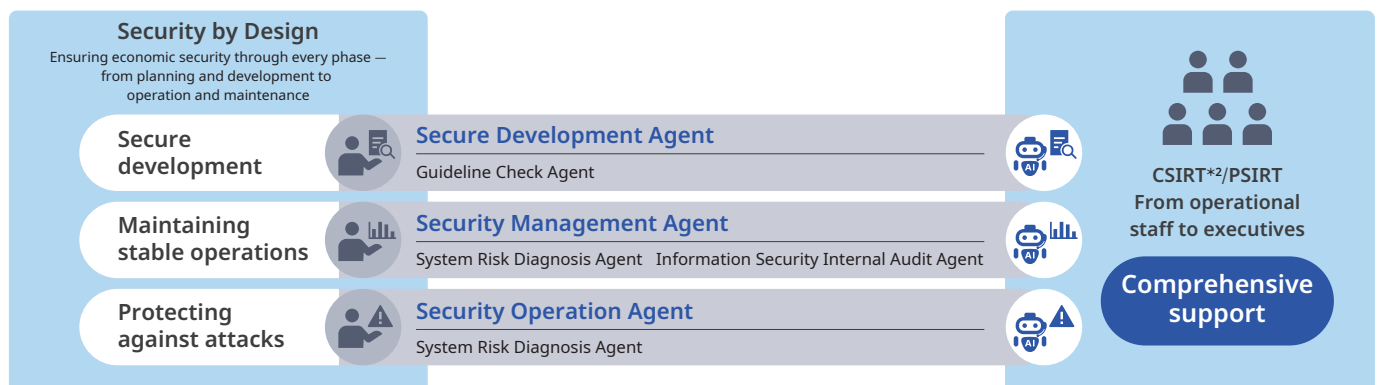 Security by Design
Ensuring economic security through every phase —
from planning and development to
operation and maintenance
Secure
development
Secure Development Agent
Guideline Check Agent
AI
Maintaining
stable operations
Security Management Agent
System Risk Diagnosis Agent Information Security Internal Audit Agent
AI
Protecting
against attacks
Security Operation Agent
System Risk Diagnosis Agent
AI
CSIRT*²/PSIRT
From operational
staff to executives
Comprehensive
support